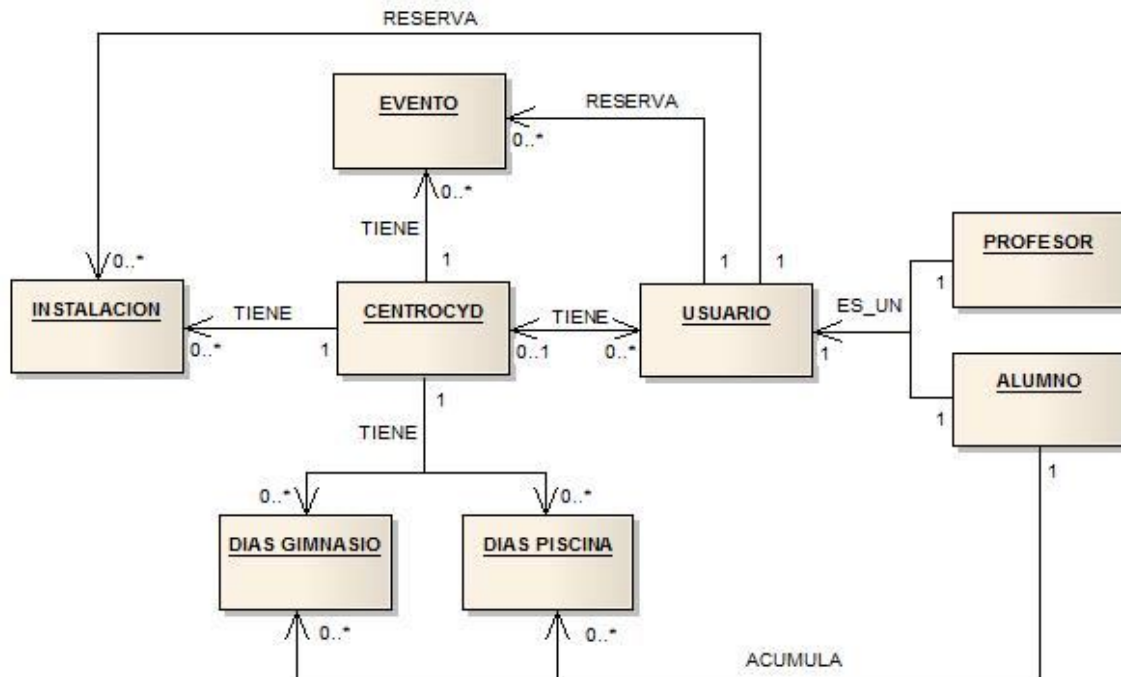 RESERVA
EVENTO
RESERVA
0..*
0..*
TIENE
PROFESOR
0..*
1
1
1
1
INSTALACION
TIENE
CENTROCYD
TIENE
USUARIO
ES_UN
0..*
1
0..1
0..*
1
ALUMNO
1
1
TIENE
1
0..*
0..*
DIAS GIMNASIO
DIAS PISCINA
0..*
0..*
ACUMULA